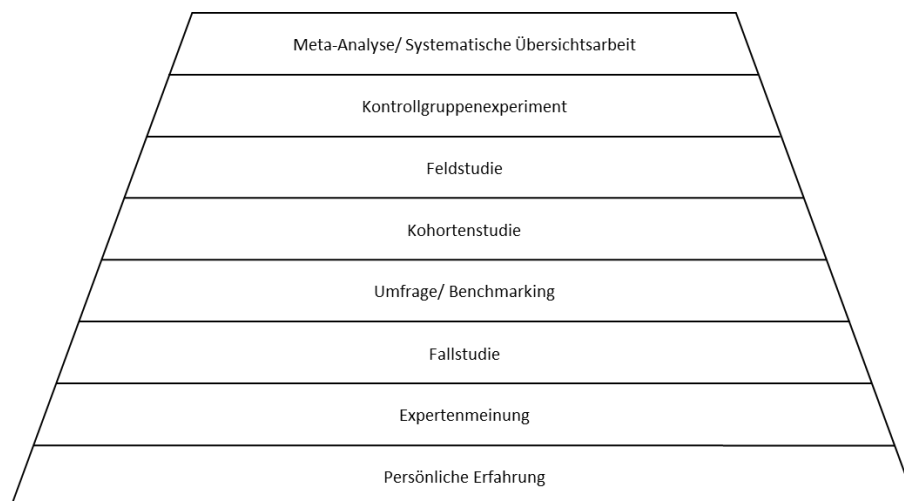 Meta-Analyse/ Systematische Übersichtsarbeit
Kontrollgruppenexperiment
Feldstudie
Kohortenstudie
Umfrage/ Benchmarking
Fallstudie
Expertenmeinung
Persönliche Erfahrung